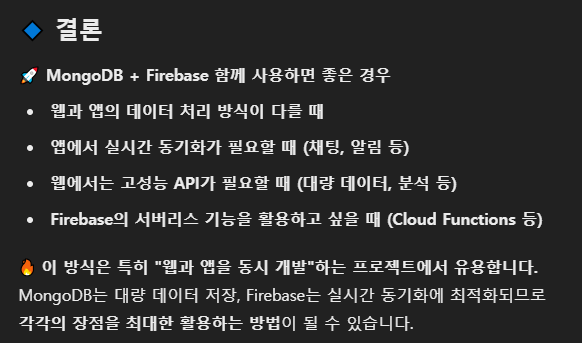 🔷 결론
🚀 MongoDB + Firebase 함께 사용하면 좋은 경우
• 웹과 앱의 데이터 처리 방식이 다를 때
• 앱에서 실시간 동기화가 필요할 때 (채팅, 알림 등)
• 웹에서는 고성능 API가 필요할 때 (대량 데이터, 분석 등)
• Firebase의 서버리스 기능을 활용하고 싶을 때 (Cloud Functions 등)
🔥 이 방식은 특히 "웹과 앱을 동시 개발"하는 프로젝트에서 유용합니다.
MongoDB는 대량 데이터 저장, Firebase는 실시간 동기화에 최적화되므로
각각의 장점을 최대한 활용하는 방법이 될 수 있습니다.